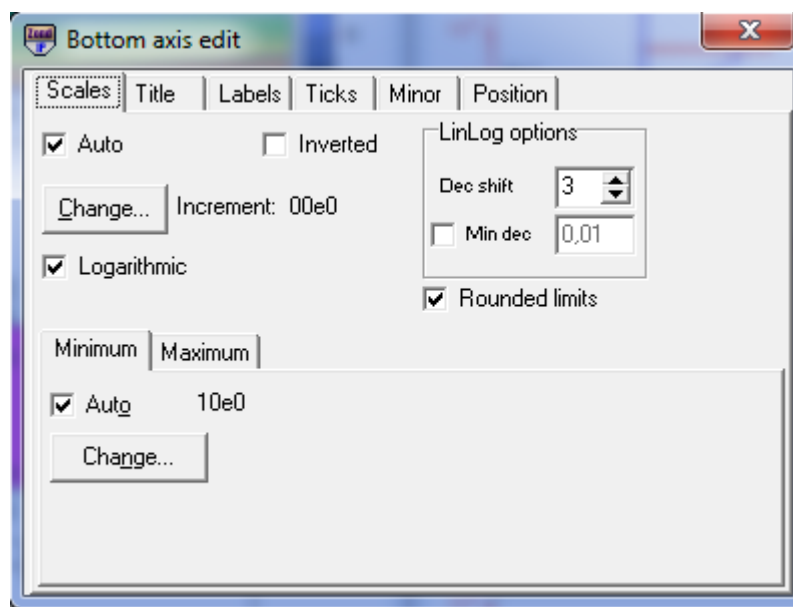 Bottom axis edit
Scales Title Labels Ticks Minor Position
Auto Inverted
LinLog options
Dec shift 3
Change... Increment: 00e0
Min dec 0,01
Logarithmic
Rounded limits
Minimum Maximum
Auto 10e0
Change...